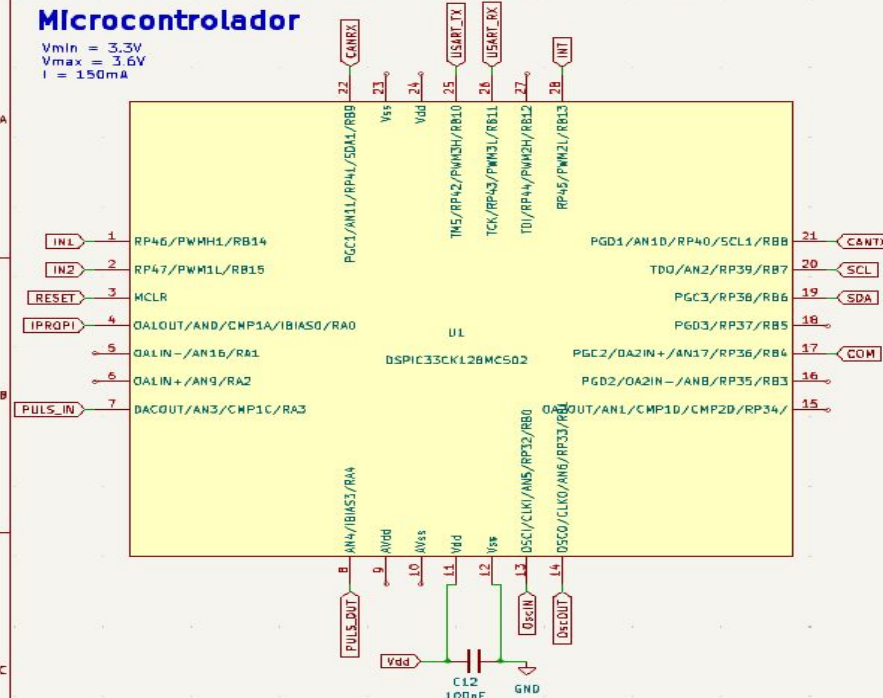 Microcontrolador
Vmin = 3.3V
Vmax = 3.6V
I = 150mA
CANRX
USART_TX
USART_RX
INT
22
23
24
25
26
27
28
PGC1/AN11/RP41/SDA1/RB9
Vss
Vdd
TMS/RP42/PWM3H/RB10
TCK/RP43/PWM3L/RB11
TDI/RP44/PWM2H/RB12
RP45/PWM2L/RB13
A
IN1
1
RP46/PWMH1/RB14
IN2
2
RP47/PWM1L/RB15
RESET
3
MCLR
IPROPI
4
OA1OUT/AN0/CMP1A/IBIAS0/RA0
5
OA1IN-/AN16/RA1
B
6
OA1IN+/AN9/RA2
PULS_IN
7
DACOUT/AN3/CMP1C/RA3
U1
DSPIC33CK128MC502
PGD1/AN10/RP40/SCL1/RB8
21
CANTX
TDO/AN2/RP39/RB7
20
SCL
PGC3/RP38/RB6
19
SDA
PGD3/RP37/RB5
18
PGC2/OA2IN+/AN17/RP36/RB4
17
COM
PGD2/OA2IN-/AN8/RP35/RB3
16
OA2OUT/AN1/CMP1D/CMP2D/RP34/
15
AN4/IBIAS3/RA4
AVdd
AVss
Vdd
Vss
OSCI/CLKI/AN5/RP32/RB0
OSCO/CLKO/AN6/RP33/RB1
8
9
10
11
12
13
14
PULS_OUT
OscIN
OscOUT
C
Vdd
C12
100nF
GND